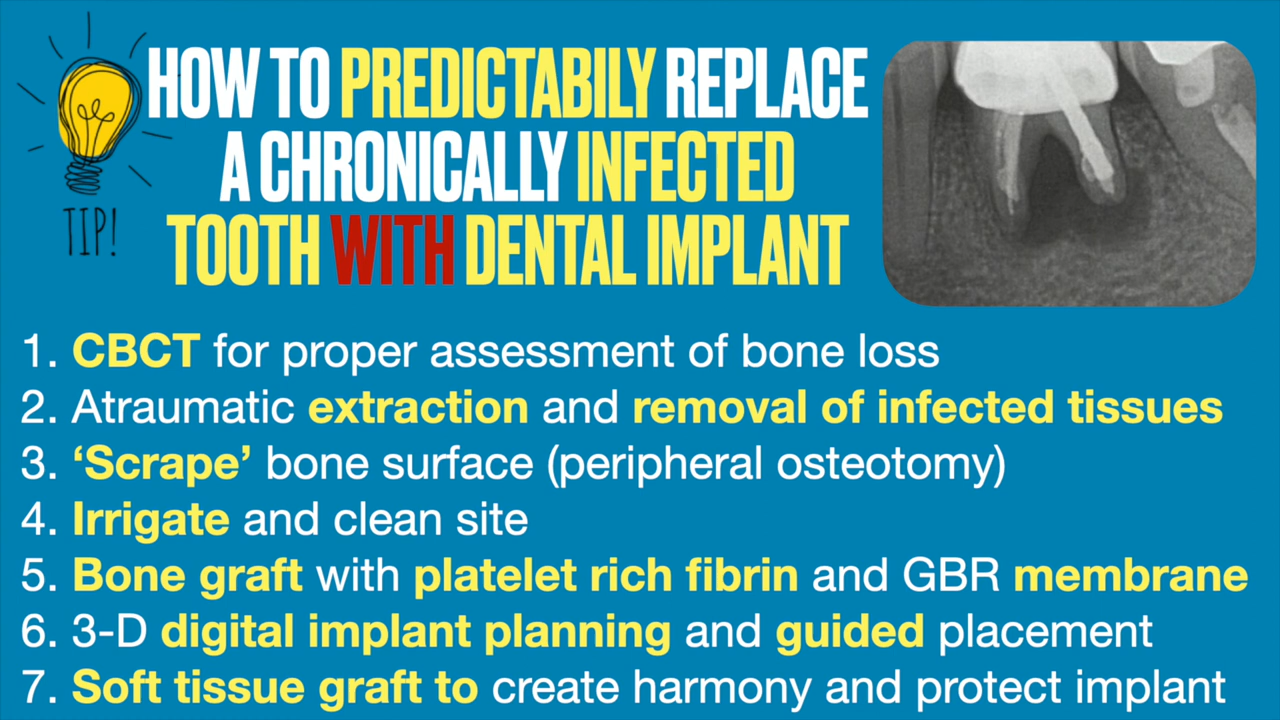 TIP!
HOW TO PREDICTABILY REPLACE
A CHRONICALLY INFECTED
TOOTH WITH DENTAL IMPLANT
1. CBCT for proper assessment of bone loss
2. Atraumatic extraction and removal of infected tissues
3. ‘Scrape’ bone surface (peripheral osteotomy)
4. Irrigate and clean site
5. Bone graft with platelet rich fibrin and GBR membrane
6. 3-D digital implant planning and guided placement
7. Soft tissue graft to create harmony and protect implant